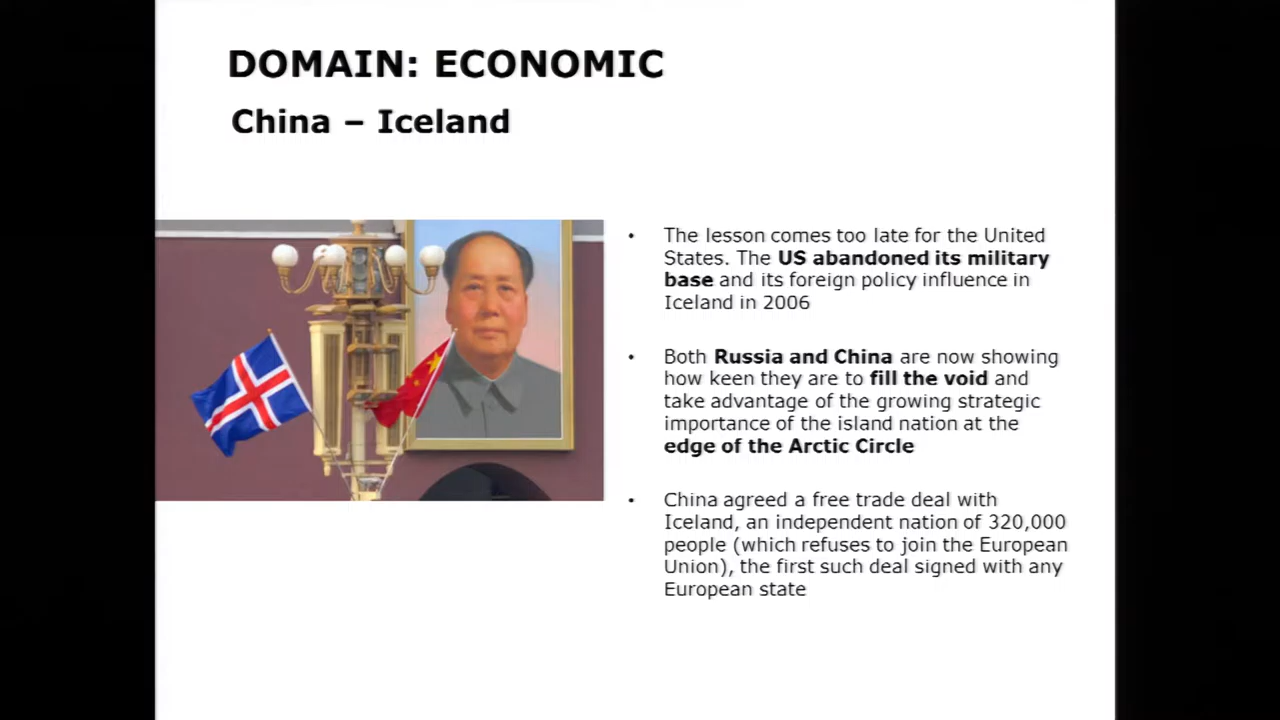 DOMAIN: ECONOMIC
China – Iceland
• The lesson comes too late for the United
States. The US abandoned its military
base and its foreign policy influence in
Iceland in 2006
• Both Russia and China are now showing
how keen they are to fill the void and
take advantage of the growing strategic
importance of the island nation at the
edge of the Arctic Circle
• China agreed a free trade deal with
Iceland, an independent nation of 320,000
people (which refuses to join the European
Union), the first such deal signed with any
European state